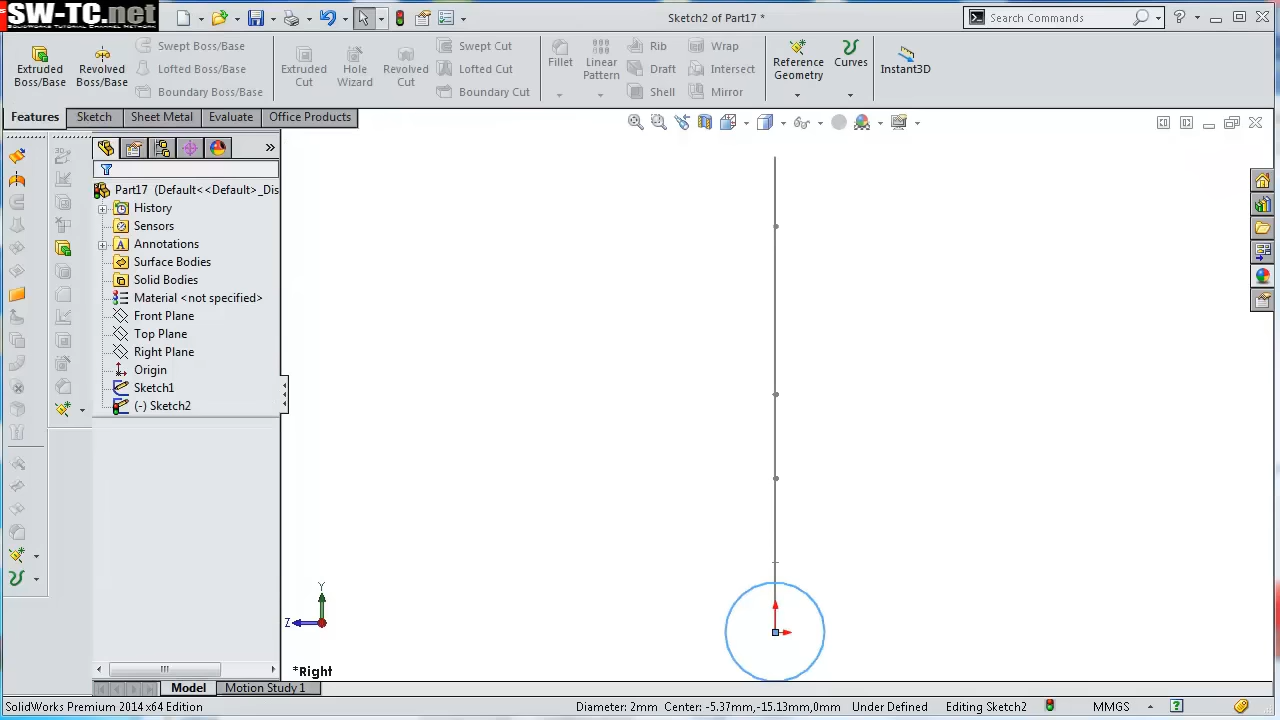 SW-TC.net
SOLIDWORKS TUTORIAL CHANNEL NETWORK
Sketch2 of Part17 *
Search Commands
Extruded Boss/Base
Revolved Boss/Base
Swept Boss/Base
Lofted Boss/Base
Boundary Boss/Base
Extruded Cut
Hole Wizard
Revolved Cut
Swept Cut
Lofted Cut
Boundary Cut
Fillet
Linear Pattern
Rib
Draft
Shell
Wrap
Intersect
Mirror
Reference Geometry
Curves
Instant3D
Features
Sketch
Sheet Metal
Evaluate
Office Products
3D
»
Part17 (Default<<Default>_Dis
History
Sensors
Annotations
Surface Bodies
Solid Bodies
Material <not specified>
Front Plane
Top Plane
Right Plane
Origin
Sketch1
(-) Sketch2
Y
Z
*Right
Model
Motion Study 1
SolidWorks Premium 2014 x64 Edition
Diameter: 2mm Center: -5.37mm,-15.13mm,0mm
Under Defined
Editing Sketch2
MMGS